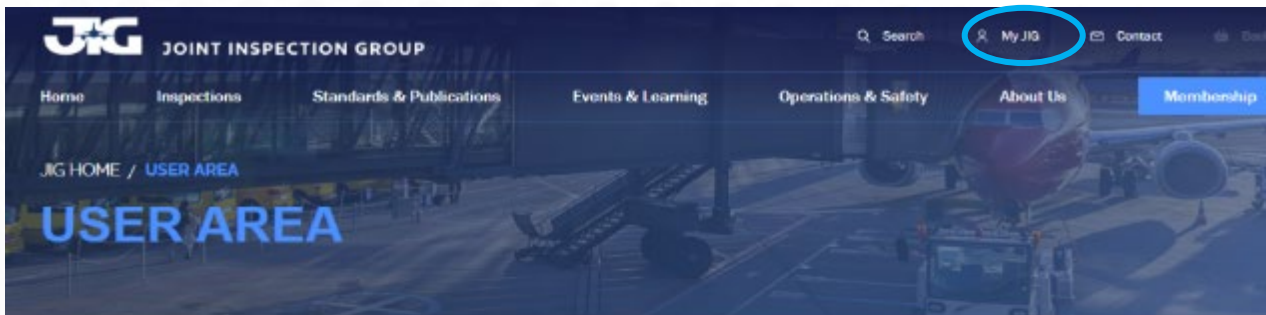 JIG JOINT INSPECTION GROUP
Search My JIG Contact
Home Inspections Standards & Publications Events & Learning Operations & Safety About Us Membership
JIG HOME / USER AREA
USER AREA